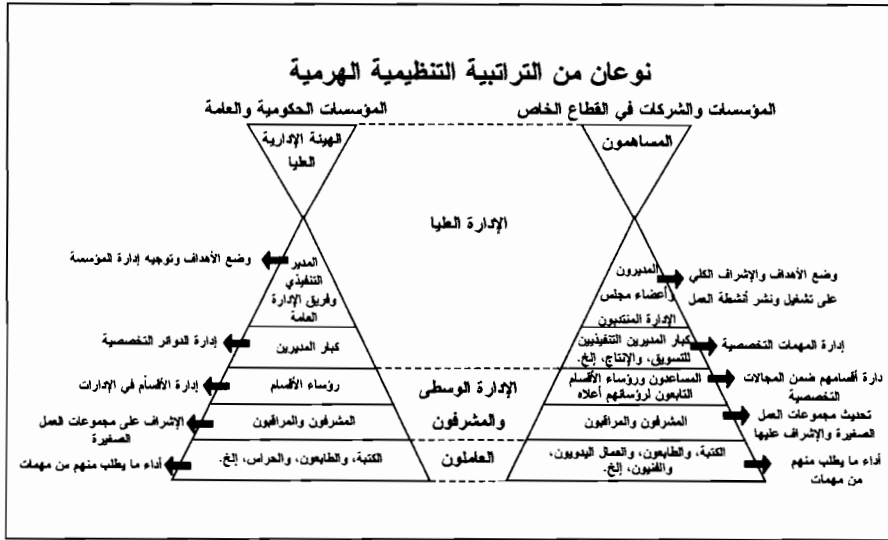 نوعان من التراتبية التنظيمية الهرمية
المؤسسات والشركات في القطاع الخاص
المؤسسات الحكومية والعامة
المساهمون
الهيئة الإدارية
العليا
الإدارة العليا
المديرون
وأعضاء مجلس
الإدارة المنتدبون
وضع الأهداف والإشراف الكلي
على تشغيل ونشر أنشطة العمل
المدير
التنفيذي
وفريق الإدارة
العامة
وضع الأهداف وتوجيه إدارة المؤسسة
كبار المديرين التنفيذيين
للتسويق، والإنتاج، إلخ.
إدارة المهمات التخصصية
كبار المديرين
إدارة الدوائر التخصصية
الإدارة الوسطى
والمشرفون
المساعدون ورؤساء الأقسام
التابعون لرؤسائهم أعلاه
دارة أقسامهم ضمن المجالات
التخصصية
رؤساء الأقسام
إدارة الأقسام في الإدارات
المشرفون والمراقبون
تحديث مجموعات العمل
الصغيرة والإشراف عليها
المشرفون والمراقبون
الإشراف على مجموعات العمل
الصغيرة
العاملون
الكتبة، والطابعون، والعمال اليدويون،
والفنيون، إلخ.
أداء ما يطلب منهم
من مهمات
الكتبة، والطابعون، والحراس، إلخ.
أداء ما يطلب منهم من مهمات